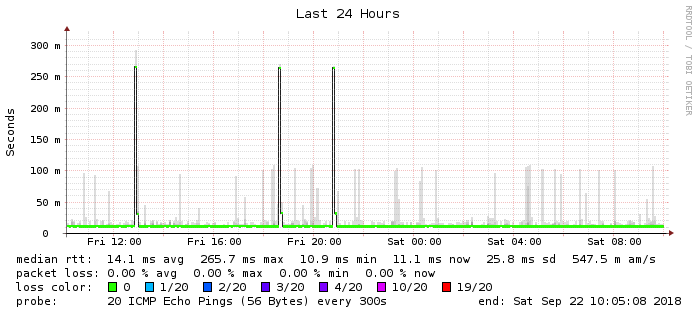 Last 24 Hours
RRDTOOL / TOBI OETIKER
Seconds
300 m
250 m
200 m
150 m
100 m
50 m
0
Fri 12:00 Fri 16:00 Fri 20:00 Sat 00:00 Sat 04:00 Sat 08:00
median rtt: 14.1 ms avg 265.7 ms max 10.9 ms min 11.1 ms now 25.8 ms sd 547.5 m am/s
packet loss: 0.00 % avg 0.00 % max 0.00 % min 0.00 % now
loss color: 0 1/20 2/20 3/20 4/20 10/20 19/20
probe: 20 ICMP Echo Pings (56 Bytes) every 300s end: Sat Sep 22 10:05:08 2018